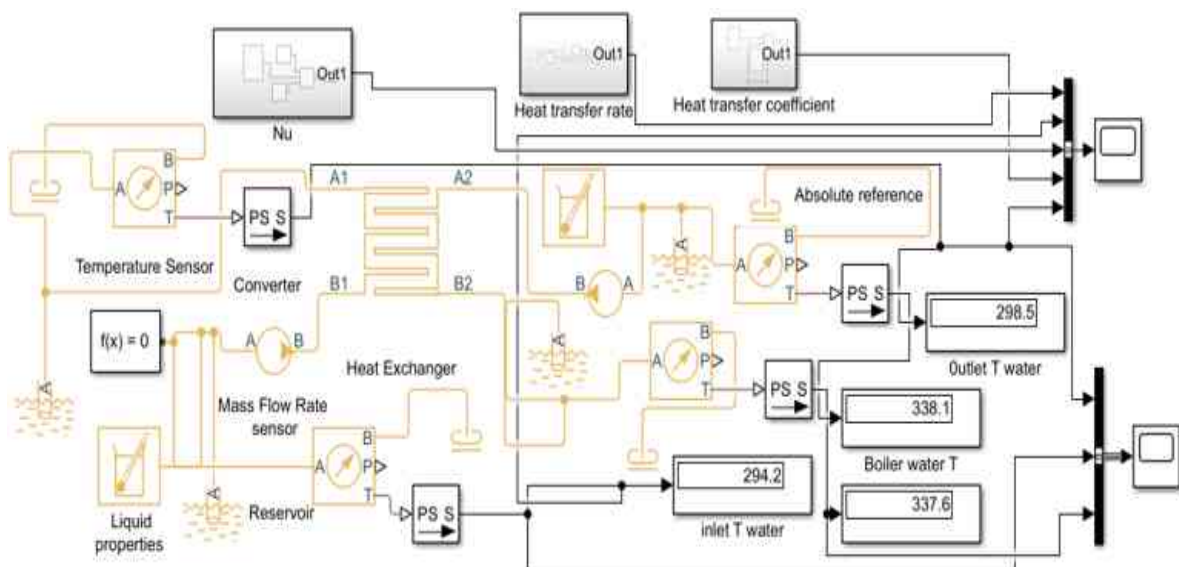 Out1
Nu
Out1
Heat transfer rate
Out1
Heat transfer coefficient
B
A
P
T
Temperature Sensor
PS S
Converter
A1
A2
B1
B2
Absolute reference
B
A
B
A
P
T
PS S
298.5
Outlet T water
A
A
A
B
f(x) = 0
A
A
Heat Exchanger
B
A
P
T
PS S
338.1
Boiler water T
337.6
Mass Flow Rate
sensor
B
A
P
T
PS S
294.2
inlet T water
Liquid
properties
Reservoir
A